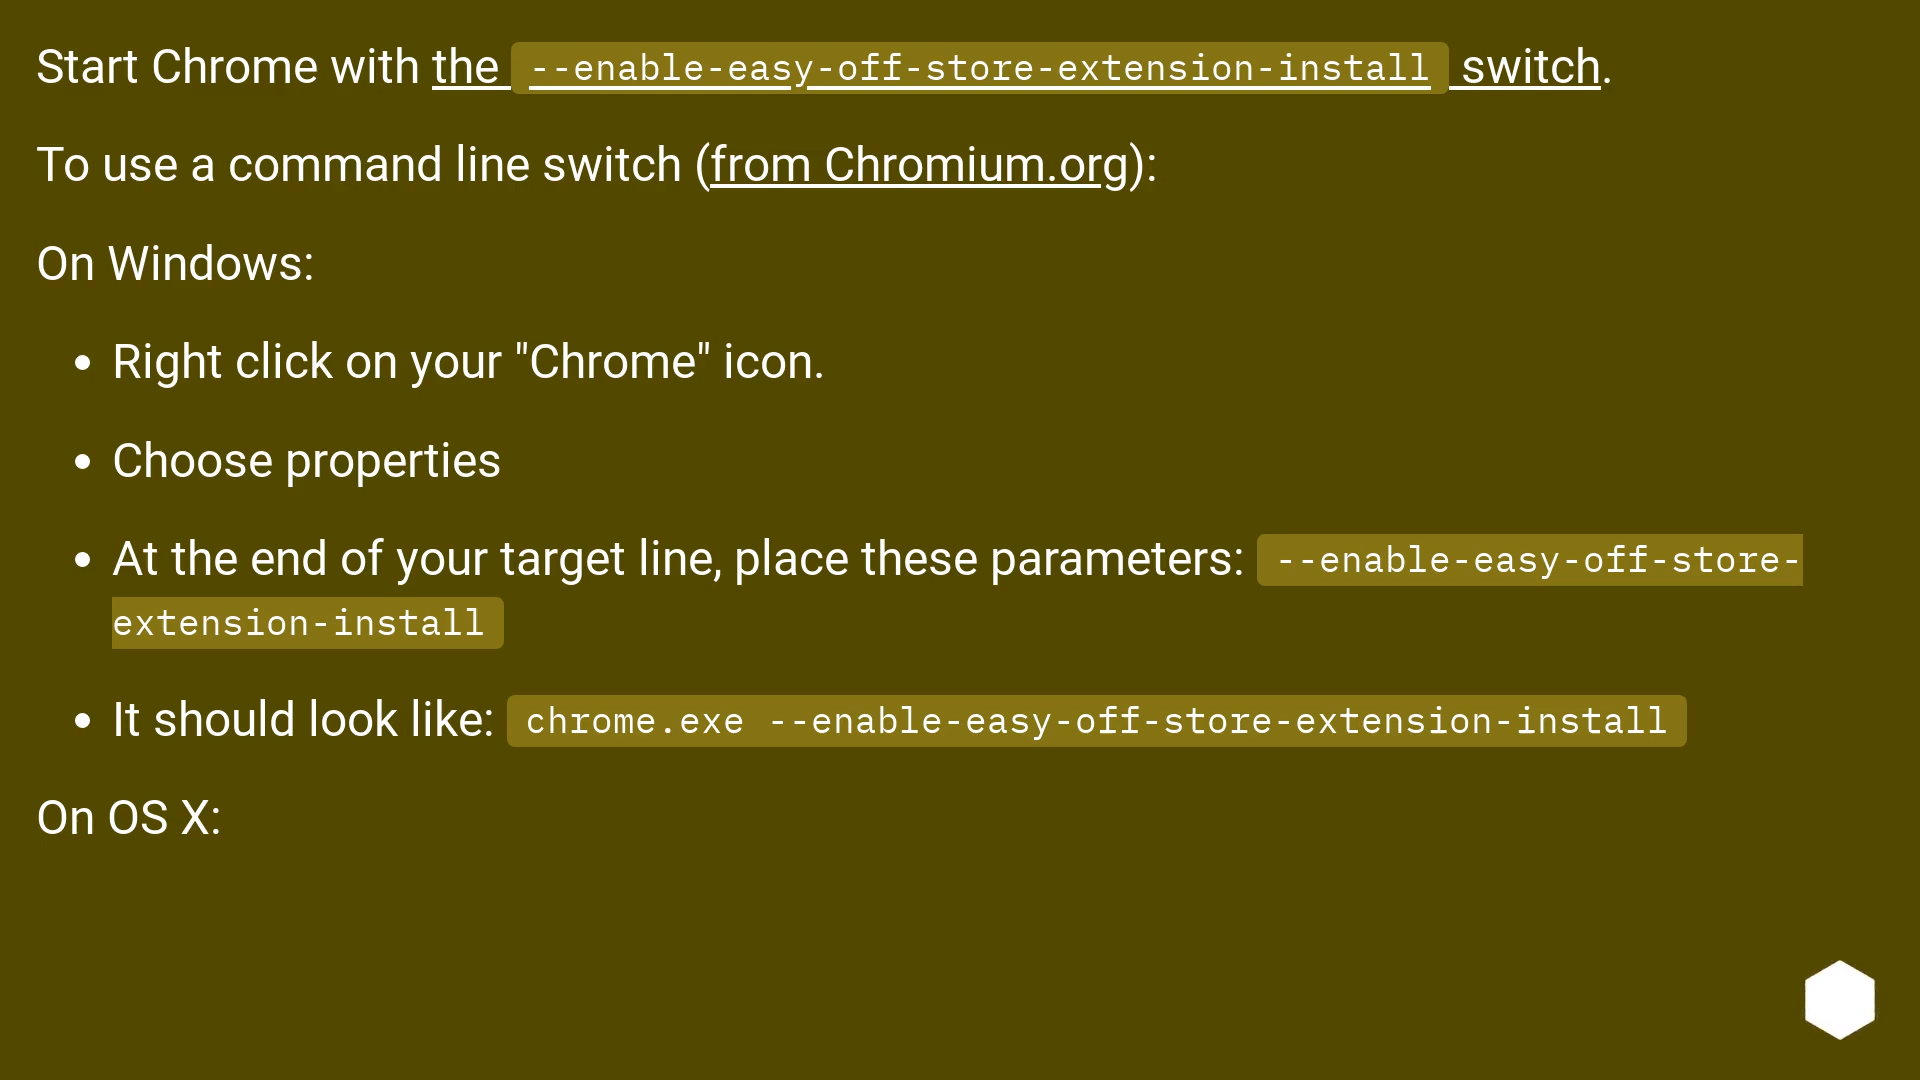 Start Chrome with the --enable-easy-off-store-extension-install switch.
To use a command line switch (from Chromium.org):
On Windows:
• Right click on your "Chrome" icon.
• Choose properties
• At the end of your target line, place these parameters: --enable-easy-off-store-
extension-install
• It should look like: chrome.exe --enable-easy-off-store-extension-install
On OS X: